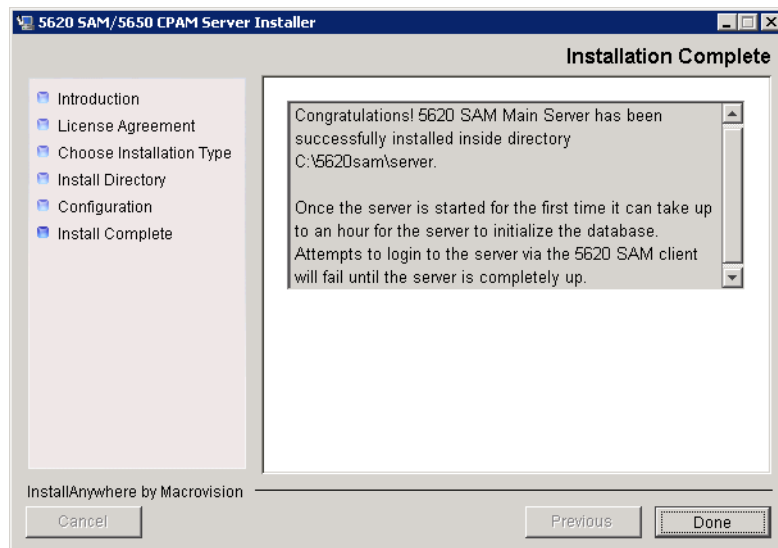 5620 SAM/5650 CPAM Server Installer
Installation Complete
Introduction
License Agreement
Choose Installation Type
Install Directory
Configuration
Install Complete
Congratulations! 5620 SAM Main Server has been
successfully installed inside directory
C:\5620sam\server.
Once the server is started for the first time it can take up
to an hour for the server to initialize the database.
Attempts to login to the server via the 5620 SAM client
will fail until the server is completely up.
InstallAnywhere by Macrovision
Cancel
Previous
Done